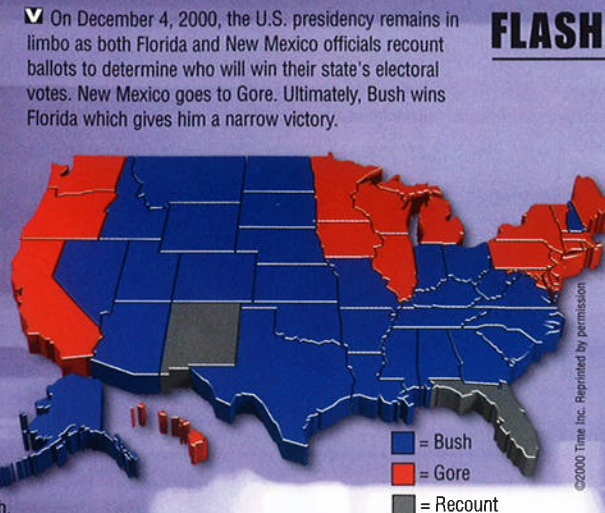 On December 4, 2000, the U.S. presidency remains in
limbo as both Florida and New Mexico officials recount
ballots to determine who will win their state's electoral
votes. New Mexico goes to Gore. Ultimately, Bush wins
Florida which gives him a narrow victory.
FLASH
©2000 Time Inc. Reprinted by permission
= Bush
= Gore
= Recount